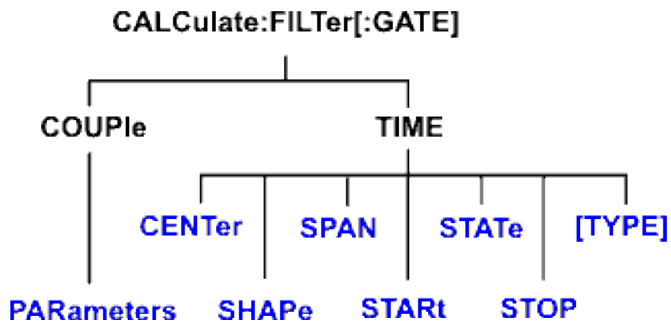 CALCulate:FILTer[:GATE]
COUPle TIME
CENTer SPAN STATe [TYPE]
PARameters SHAPe STARt STOP